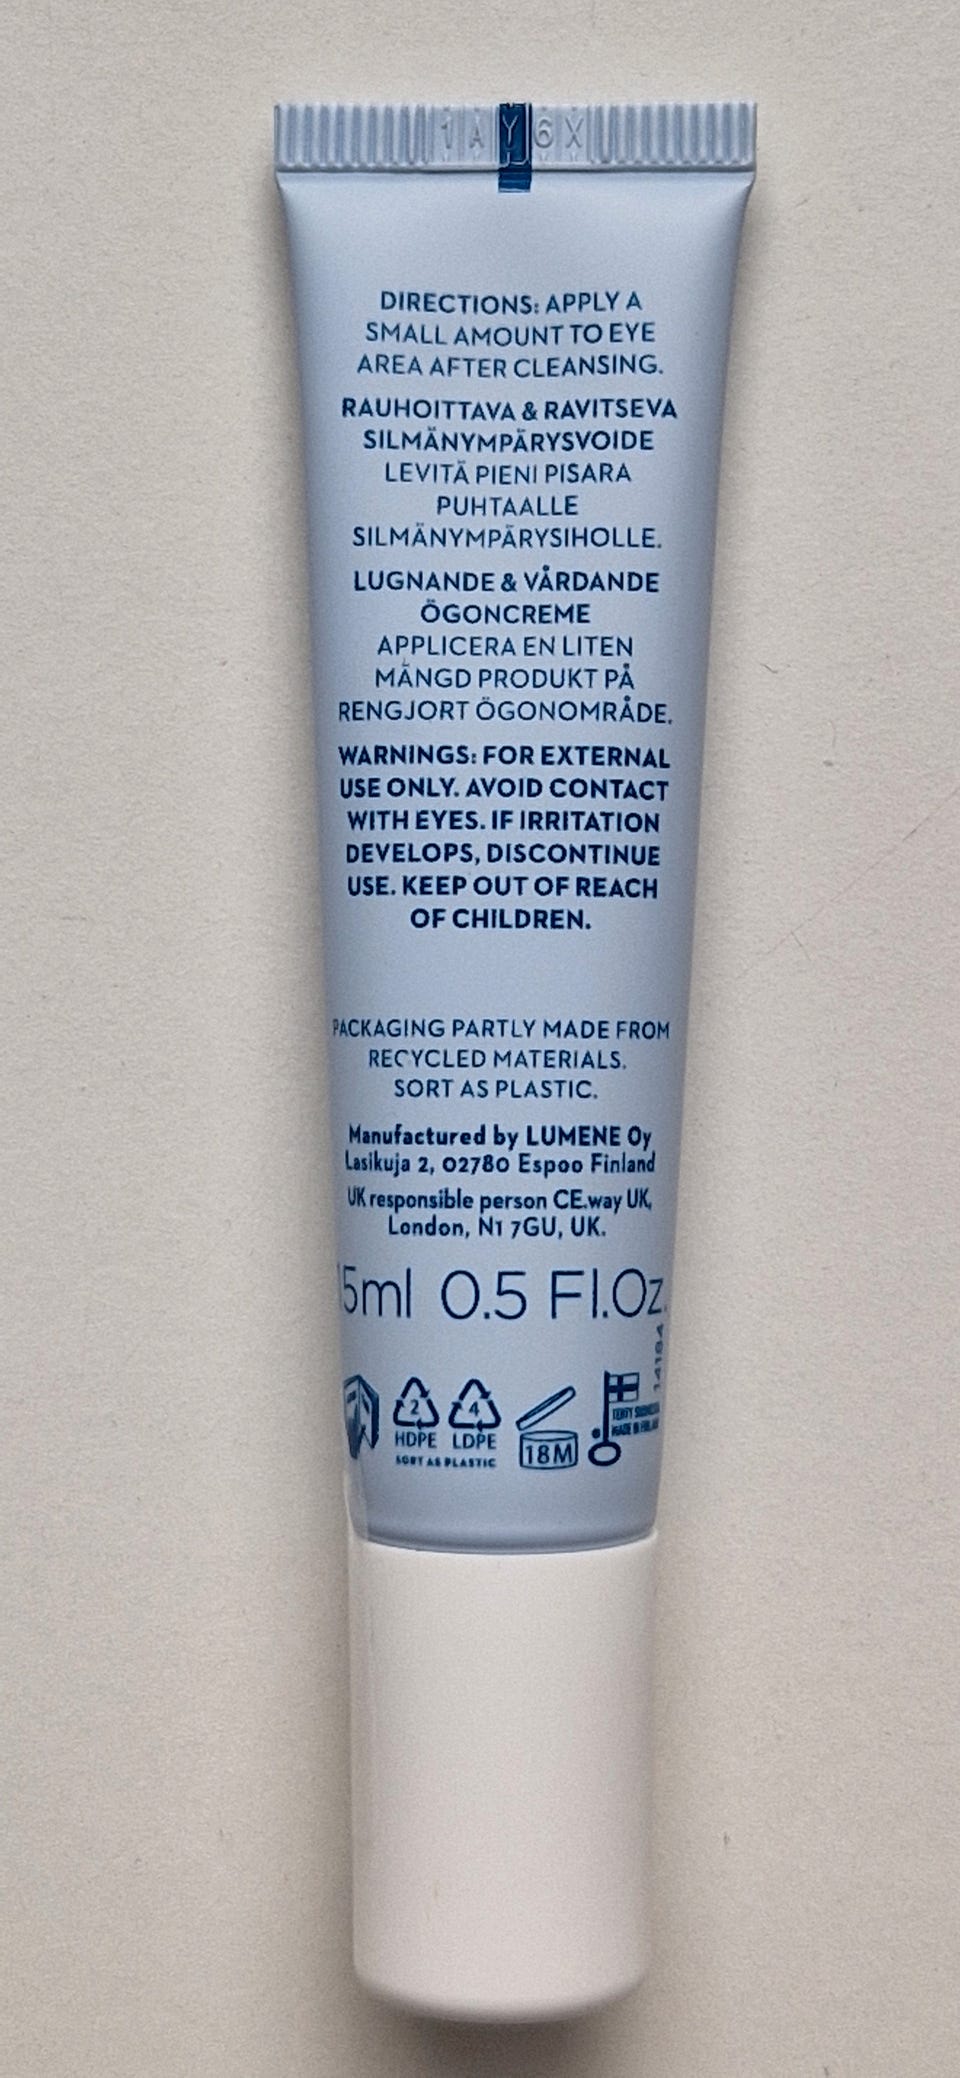 1AY6X
DIRECTIONS: APPLY A
SMALL AMOUNT TO EYE
AREA AFTER CLEANSING.
RAUHOITTAVA & RAVITSEVA
SILMÄNYMPÄRYSVOIDE
LEVITÄ PIENI PISARA
PUHTAALLE
SILMÄNYMPÄRYSIHOLLE.
LUGNANDE & VÅRDANDE
ÖGONCREME
APPLICERA EN LITEN
MÄNGD PRODUKT PÅ
RENGJORT ÖGONOMRÅDE.
WARNINGS: FOR EXTERNAL
USE ONLY. AVOID CONTACT
WITH EYES. IF IRRITATION
DEVELOPS, DISCONTINUE
USE. KEEP OUT OF REACH
OF CHILDREN.
PACKAGING PARTLY MADE FROM
RECYCLED MATERIALS.
SORT AS PLASTIC.
Manufactured by LUMENE Oy
Lasikuja 2, 02780 Espoo Finland
UK responsible person CE.way UK,
London, N1 7GU, UK.
15ml 0.5 Fl.Oz.
14184
2 4
HDPE LDPE
SORT AS PLASTIC
18M
MADE IN